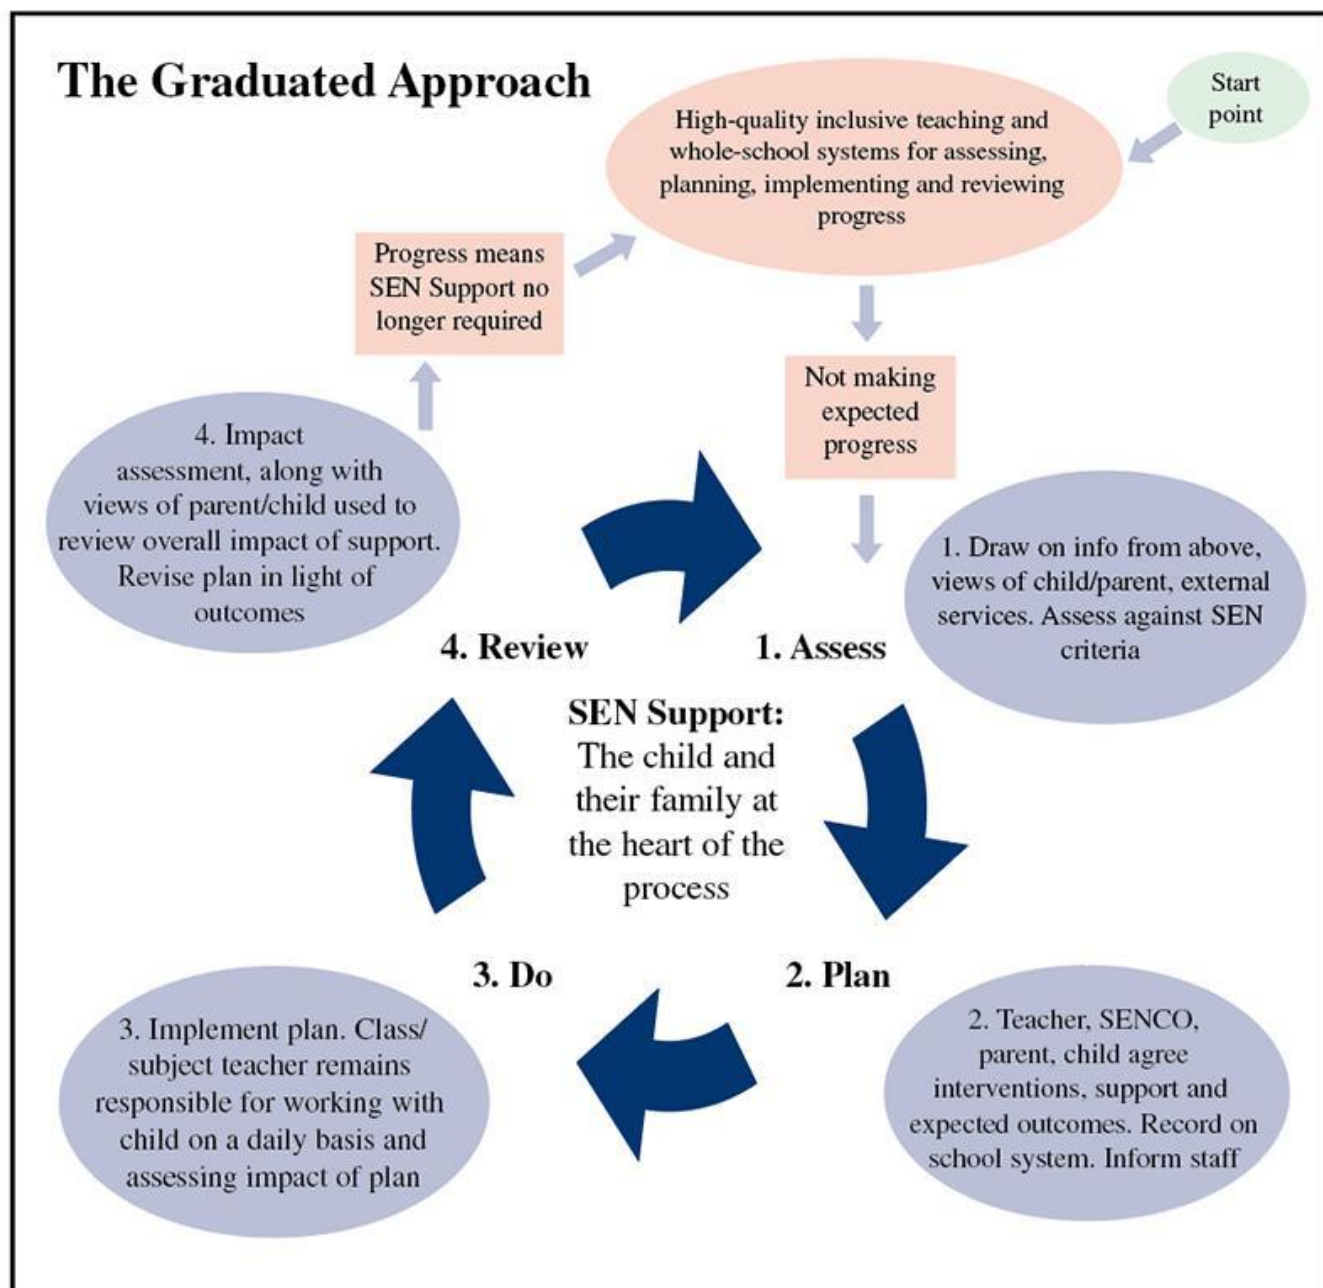 The Graduated Approach
Start
point
High-quality inclusive teaching and
whole-school systems for assessing,
planning, implementing and reviewing
progress
Progress means
SEN Support no
longer required
Not making
expected
progress
4. Impact
assessment, along with
views of parent/child used to
review overall impact of support.
Revise plan in light of
outcomes
1. Draw on info from above,
views of child/parent, external
services. Assess against SEN
criteria
4. Review
1. Assess
SEN Support:
The child and
their family at
the heart of the
process
3. Do
2. Plan
3. Implement plan. Class/
subject teacher remains
responsible for working with
child on a daily basis and
assessing impact of plan
2. Teacher, SENCO,
parent, child agree
interventions, support and
expected outcomes. Record on
school system. Inform staff